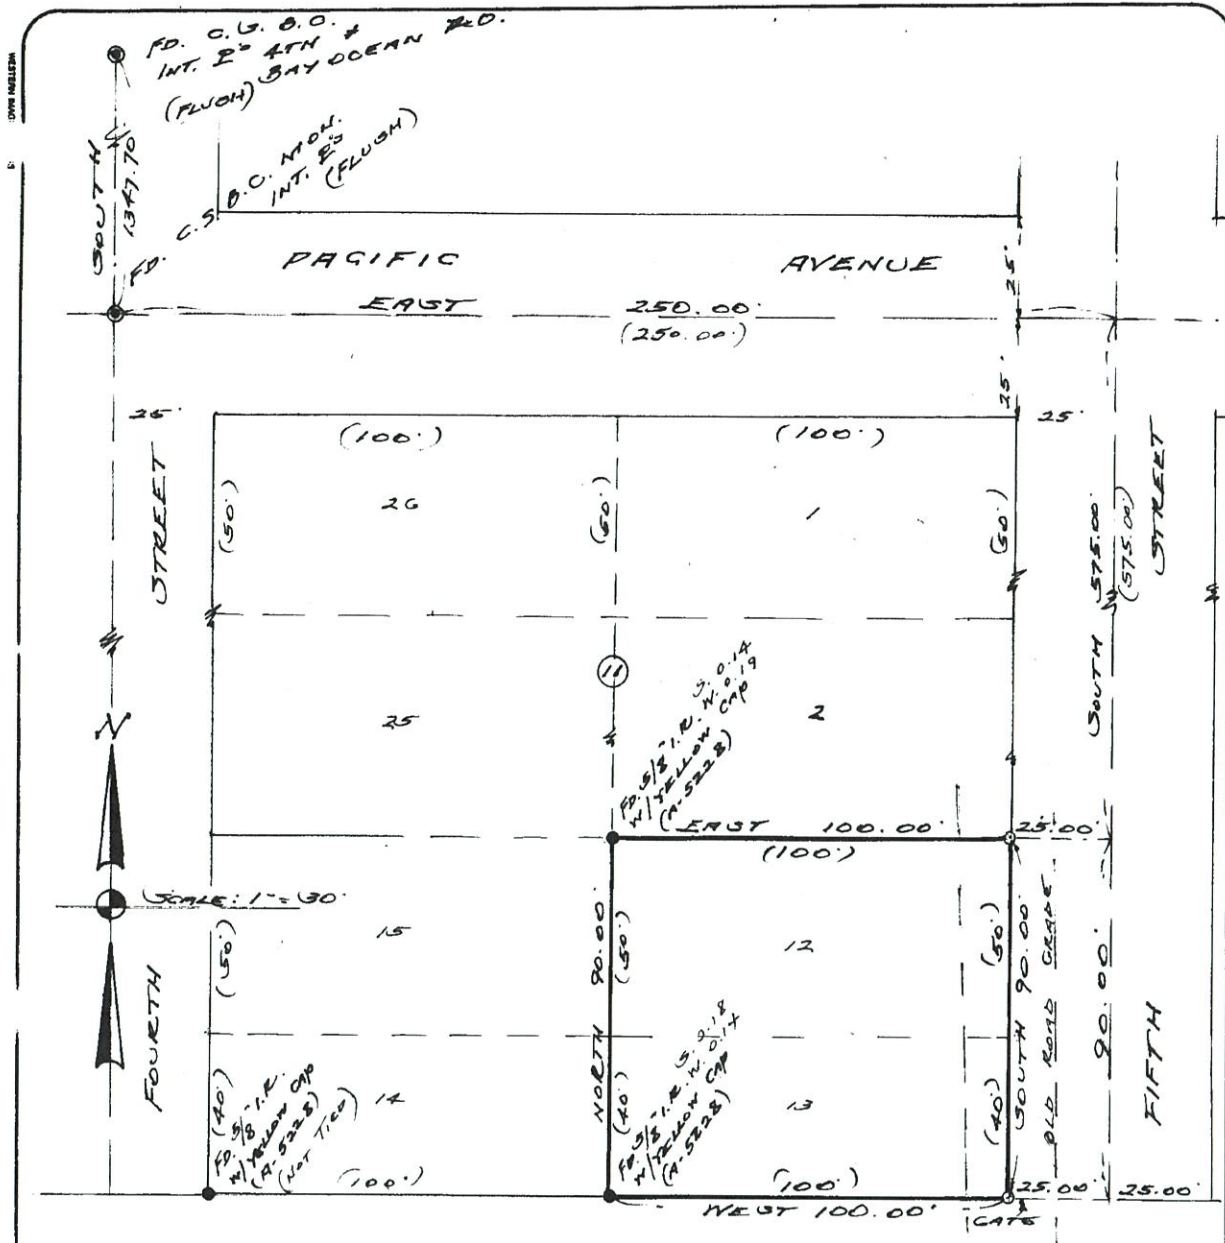 FD. C.S. B.C.
INT. ℄'s 4TH &
BAY OCEAN RD.
(FLUSH)
SOUTH
1347.70
FD. C.S. B.C. MON.
INT. ℄'s
(FLUSH)
PACIFIC AVENUE
EAST 250.00'
(250.00')
25'
25'
25'
25'
(100')
(100')
STREET
(50')
26
(50')
1
(50')
SOUTH 575.00'
(575.00')
STREET
11
25
2
FD. 5/8" I.R. S. 0.14
W/ YELLOW CAP W. 0.19
(A-5228)
N
EAST 100.00'
(100')
25.00'
SCALE: 1" = 30'
(50')
15
NORTH 90.00'
(50')
12
(50')
SOUTH 90.00'
OLD ROAD GRADE
90.00'
FOURTH
FIFTH
(40')
14
FD. 5/8" I.R.
W/ YELLOW CAP
(A-5228)
(NOT TIED)
(100')
(40')
FD. 5/8" I.R. S. 0.18
W/ YELLOW CAP W. 0.14
(A-5228)
13
(40')
(100')
25.00'
25.00'
WEST 100.00'
GATE
WESTERN